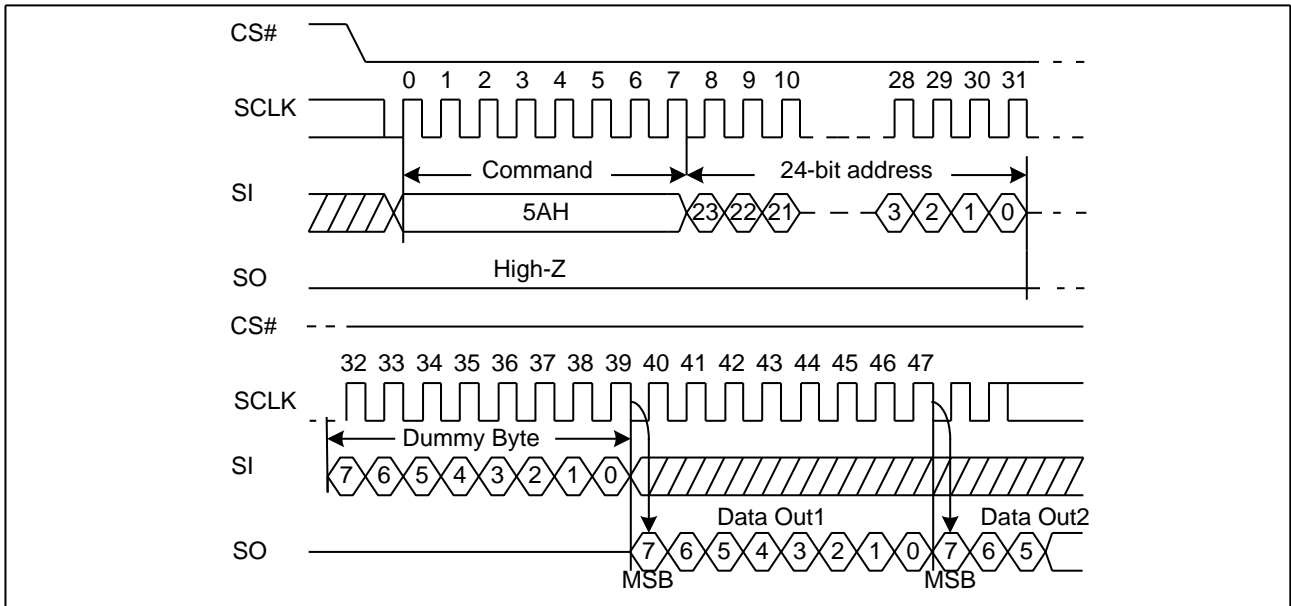 CS#
0 1 2 3 4 5 6 7 8 9 10 28 29 30 31
SCLK
Command 24-bit address
SI
5AH 23 22 21 3 2 1 0
High-Z
SO
CS#
32 33 34 35 36 37 38 39 40 41 42 43 44 45 46 47
SCLK
Dummy Byte
SI
7 6 5 4 3 2 1 0
Data Out1 Data Out2
SO
7 6 5 4 3 2 1 0 7 6 5
MSB MSB